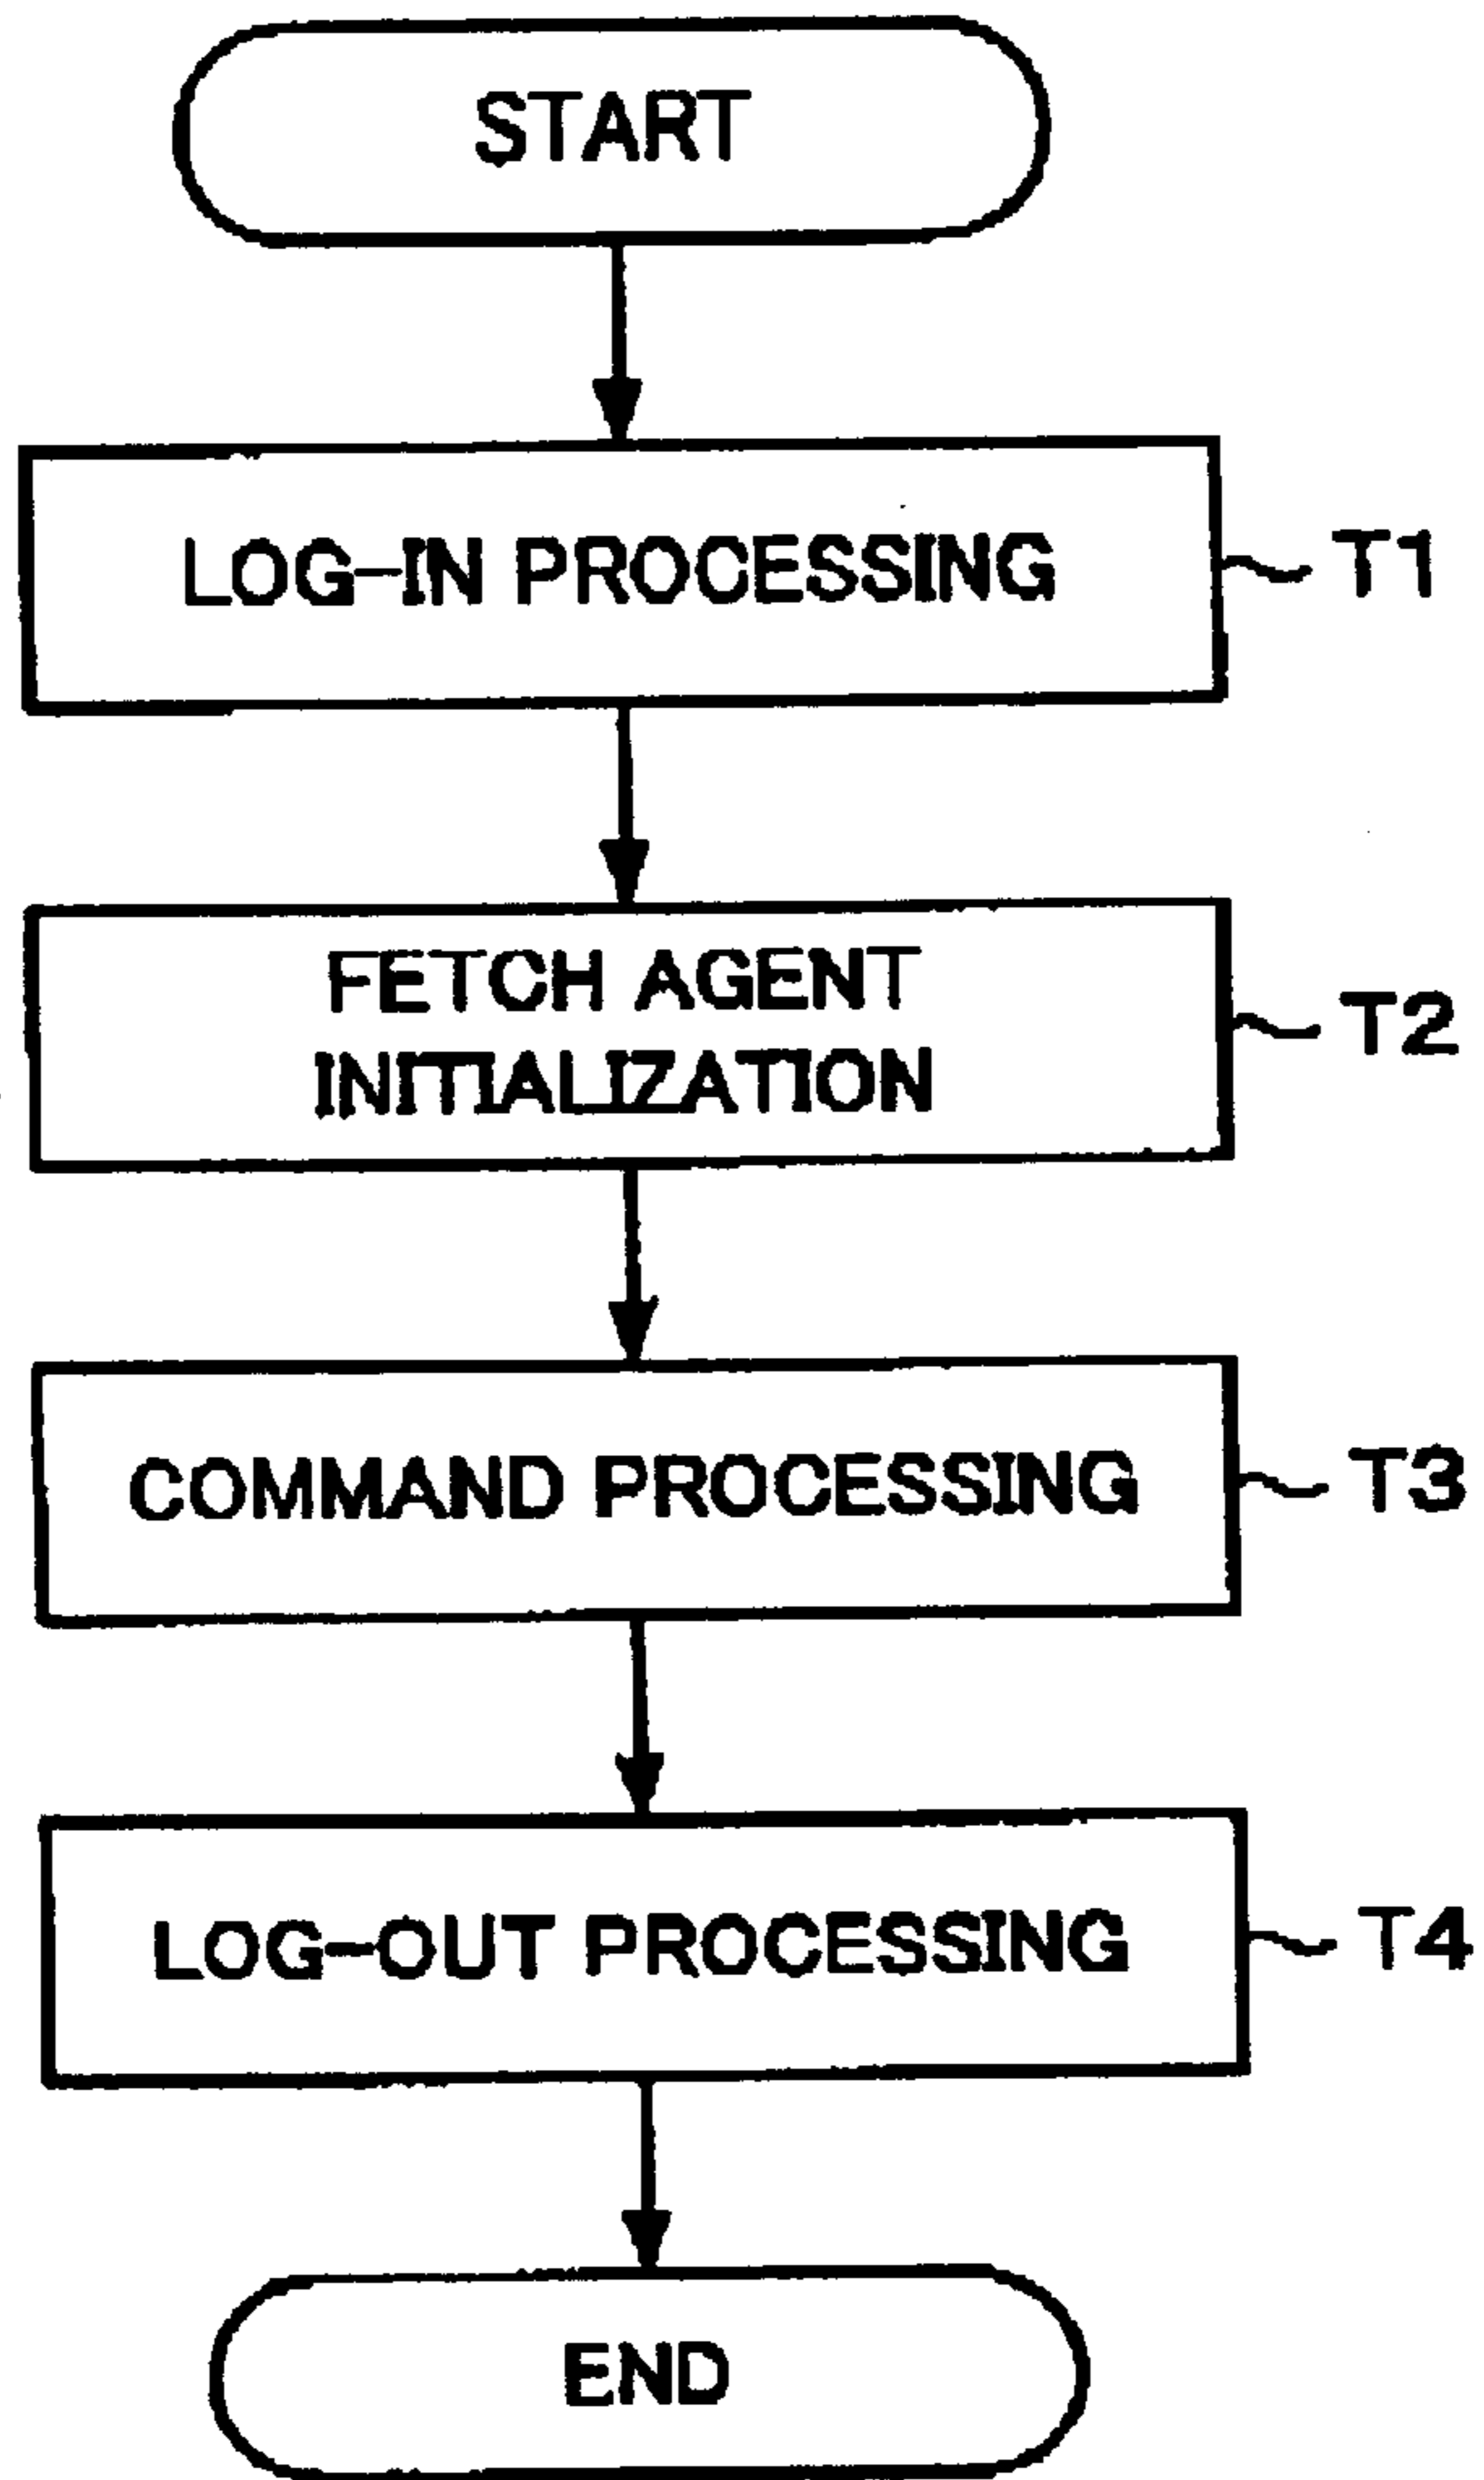 START
LOG-IN PROCESSING
T1
FETCH AGENT
INITIALIZATION
T2
COMMAND PROCESSING
T3
LOG-OUT PROCESSING
T4
END